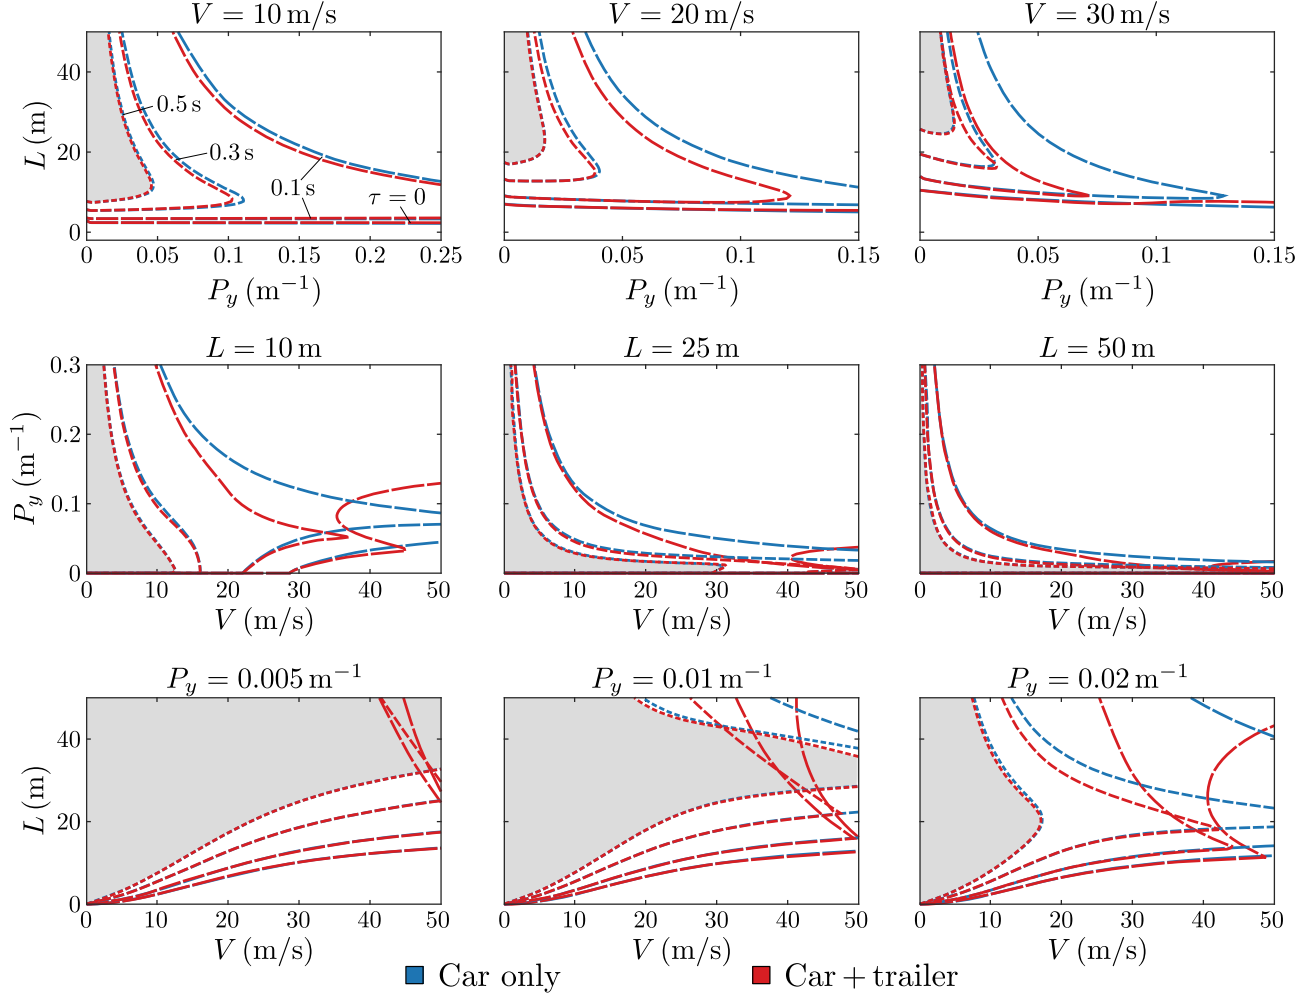 V = 10 m/s V = 20 m/s V = 30 m/s
L (m)
40
20
0
0.5 s
0.3 s
0.1 s
τ = 0
0 0.05 0.1 0.15 0.2 0.25
0 0.05 0.1 0.15
0 0.05 0.1 0.15
P_y (m⁻¹) P_y (m⁻¹) P_y (m⁻¹)
L = 10 m L = 25 m L = 50 m
P_y (m⁻¹)
0.3
0.2
0.1
0
0 10 20 30 40 50
0 10 20 30 40 50
0 10 20 30 40 50
V (m/s) V (m/s) V (m/s)
P_y = 0.005 m⁻¹ P_y = 0.01 m⁻¹ P_y = 0.02 m⁻¹
L (m)
40
20
0
0 10 20 30 40 50
0 10 20 30 40 50
0 10 20 30 40 50
V (m/s) V (m/s) V (m/s)
Car only Car + trailer